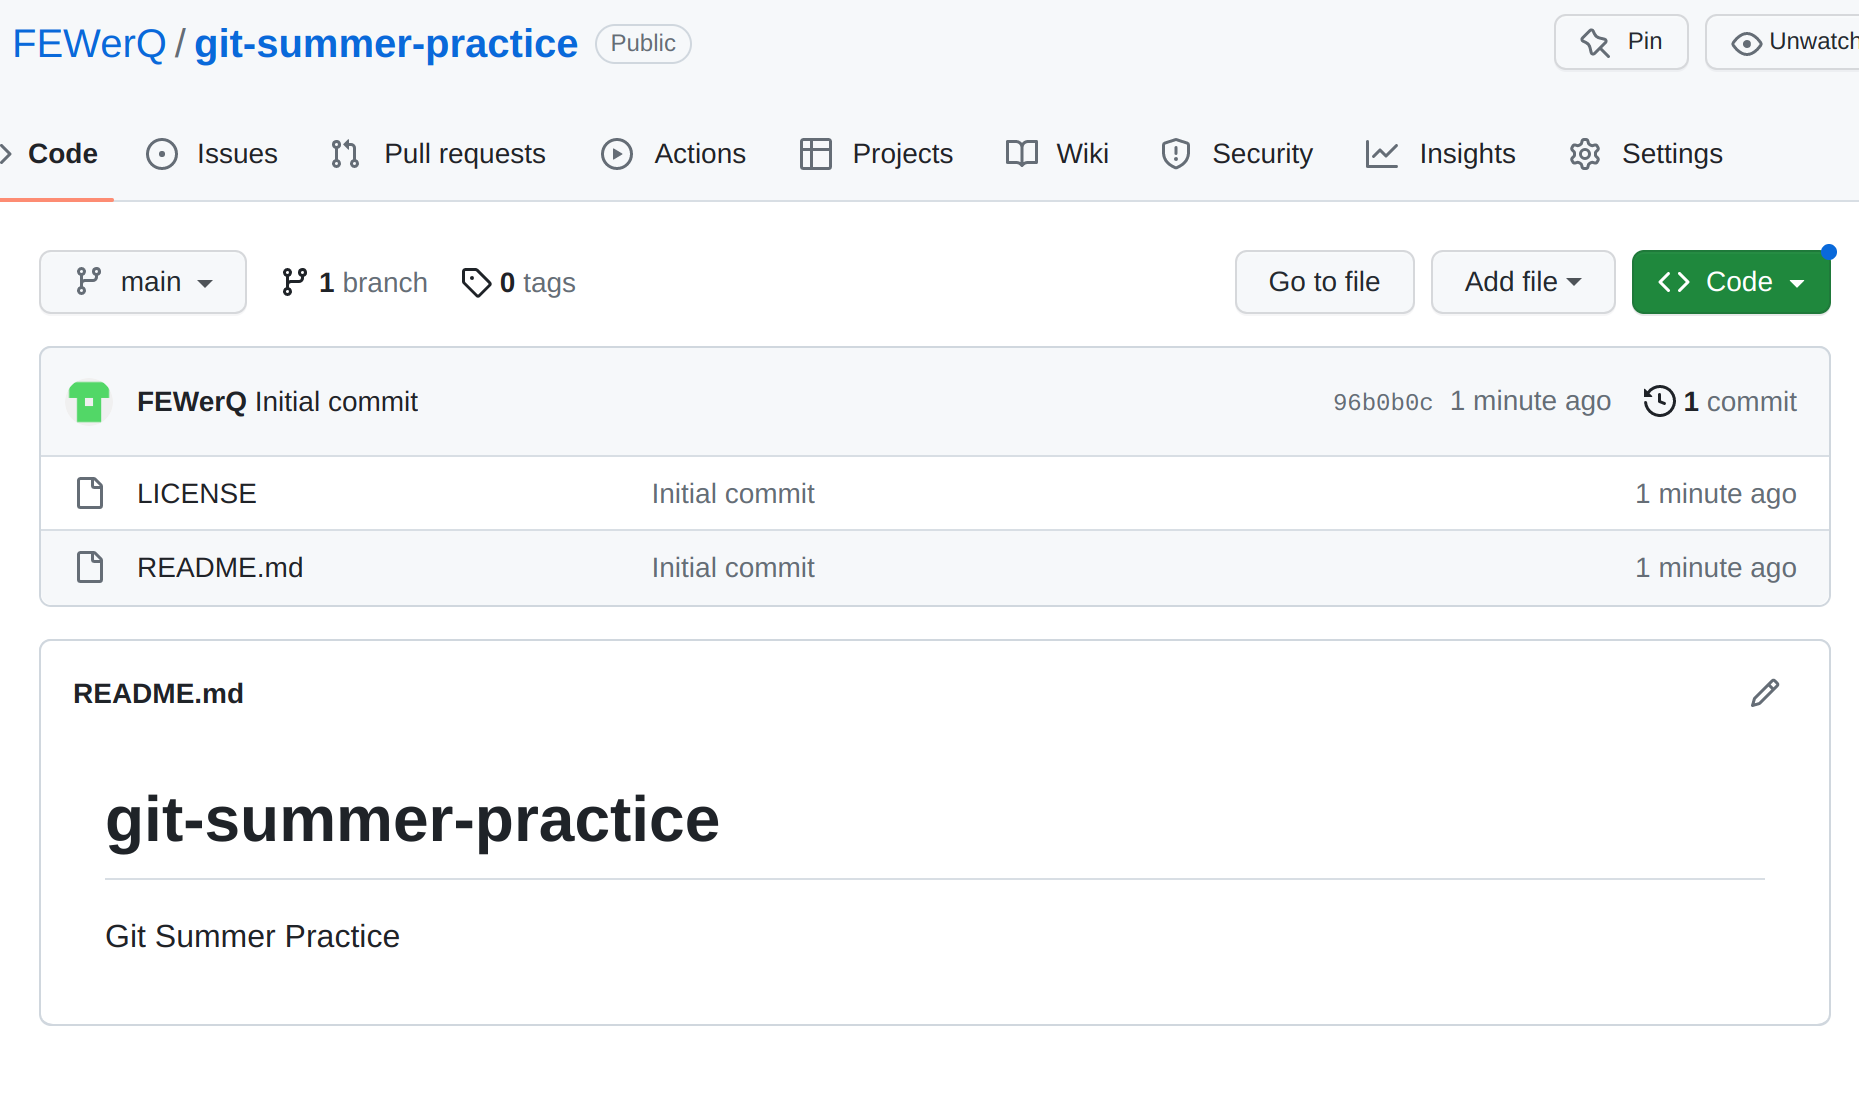 FEWerQ / git-summer-practice Public Pin Unwatch
Code Issues Pull requests Actions Projects Wiki Security Insights Settings
main 1 branch 0 tags Go to file Add file Code
FEWerQ Initial commit 96b0b0c 1 minute ago 1 commit
LICENSE Initial commit 1 minute ago
README.md Initial commit 1 minute ago
README.md
git-summer-practice
Git Summer Practice